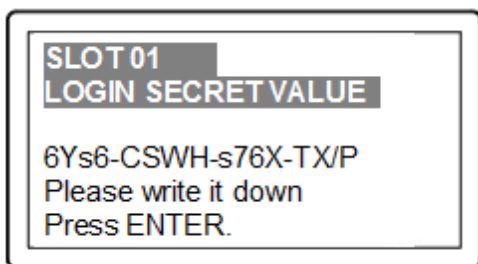 SLOT 01
LOGIN SECRET VALUE
6Ys6-CSWH-s76X-TX/P
Please write it down
Press ENTER.